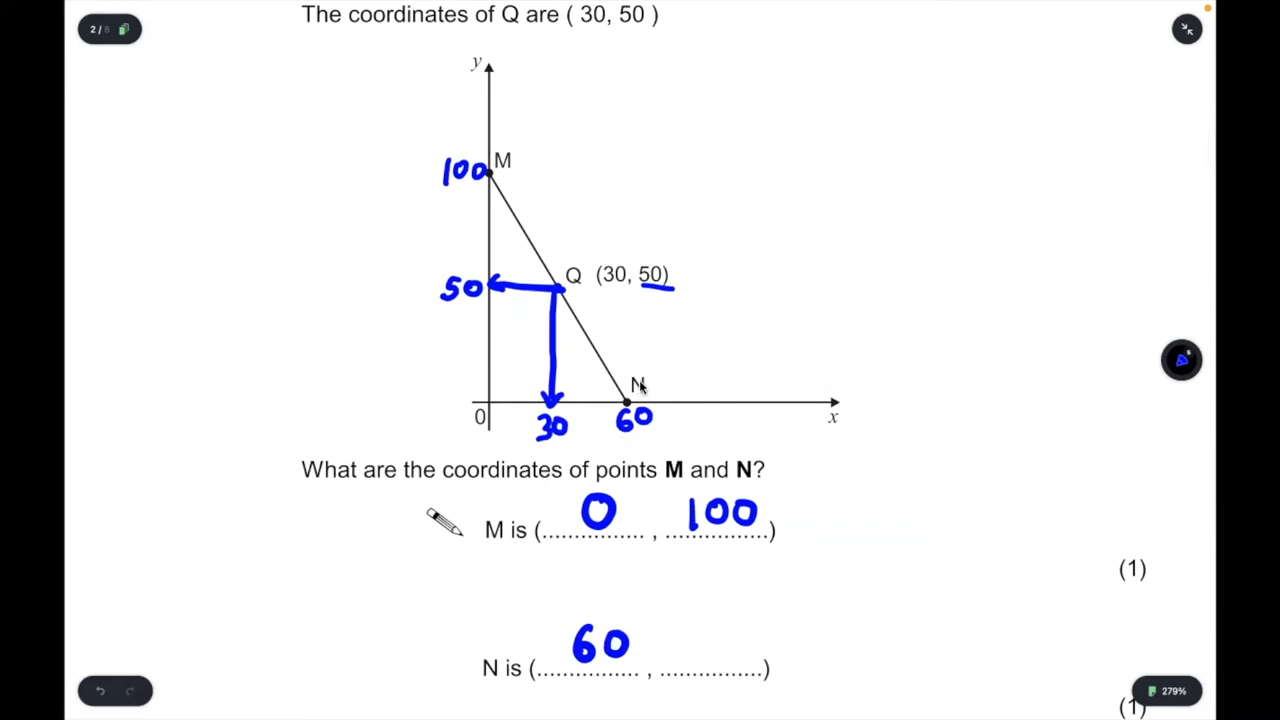 The coordinates of Q are ( 30, 50 )
2 / 8
y
M
100
Q (30, 50)
50
N
0
30
60
x
What are the coordinates of points M and N?
0 100
M is (................ , ................)
(1)
60
N is (................ , ................)
279%
(1)